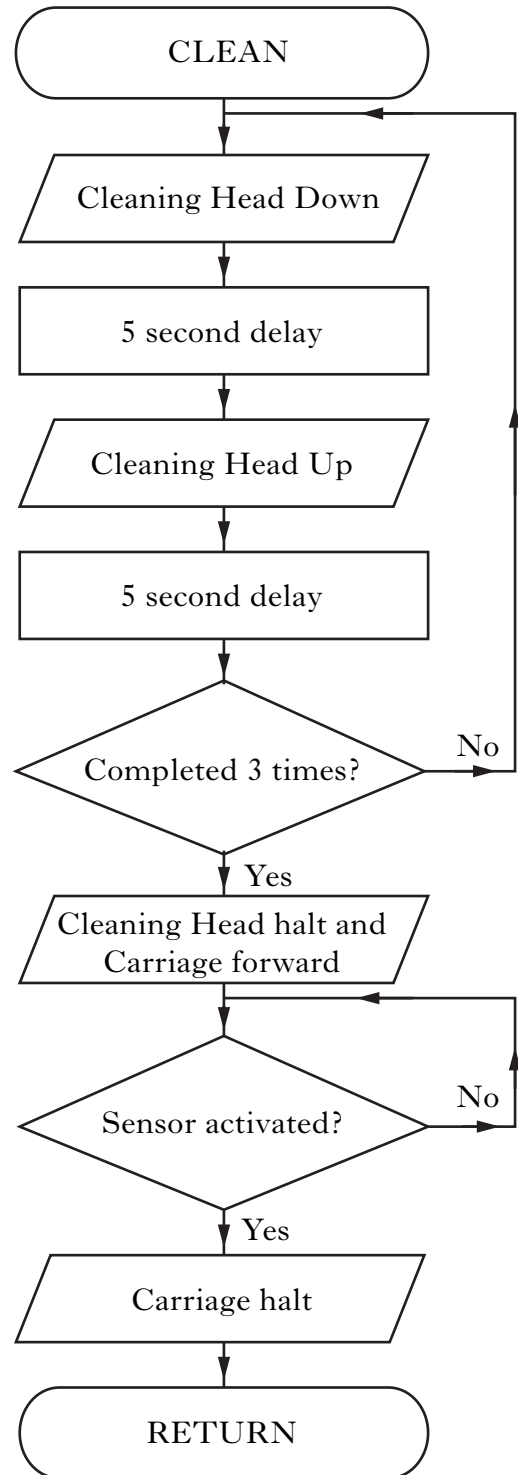 CLEAN
Cleaning Head Down
5 second delay
Cleaning Head Up
5 second delay
Completed 3 times?
No
Yes
Cleaning Head halt and
Carriage forward
Sensor activated?
No
Yes
Carriage halt
RETURN